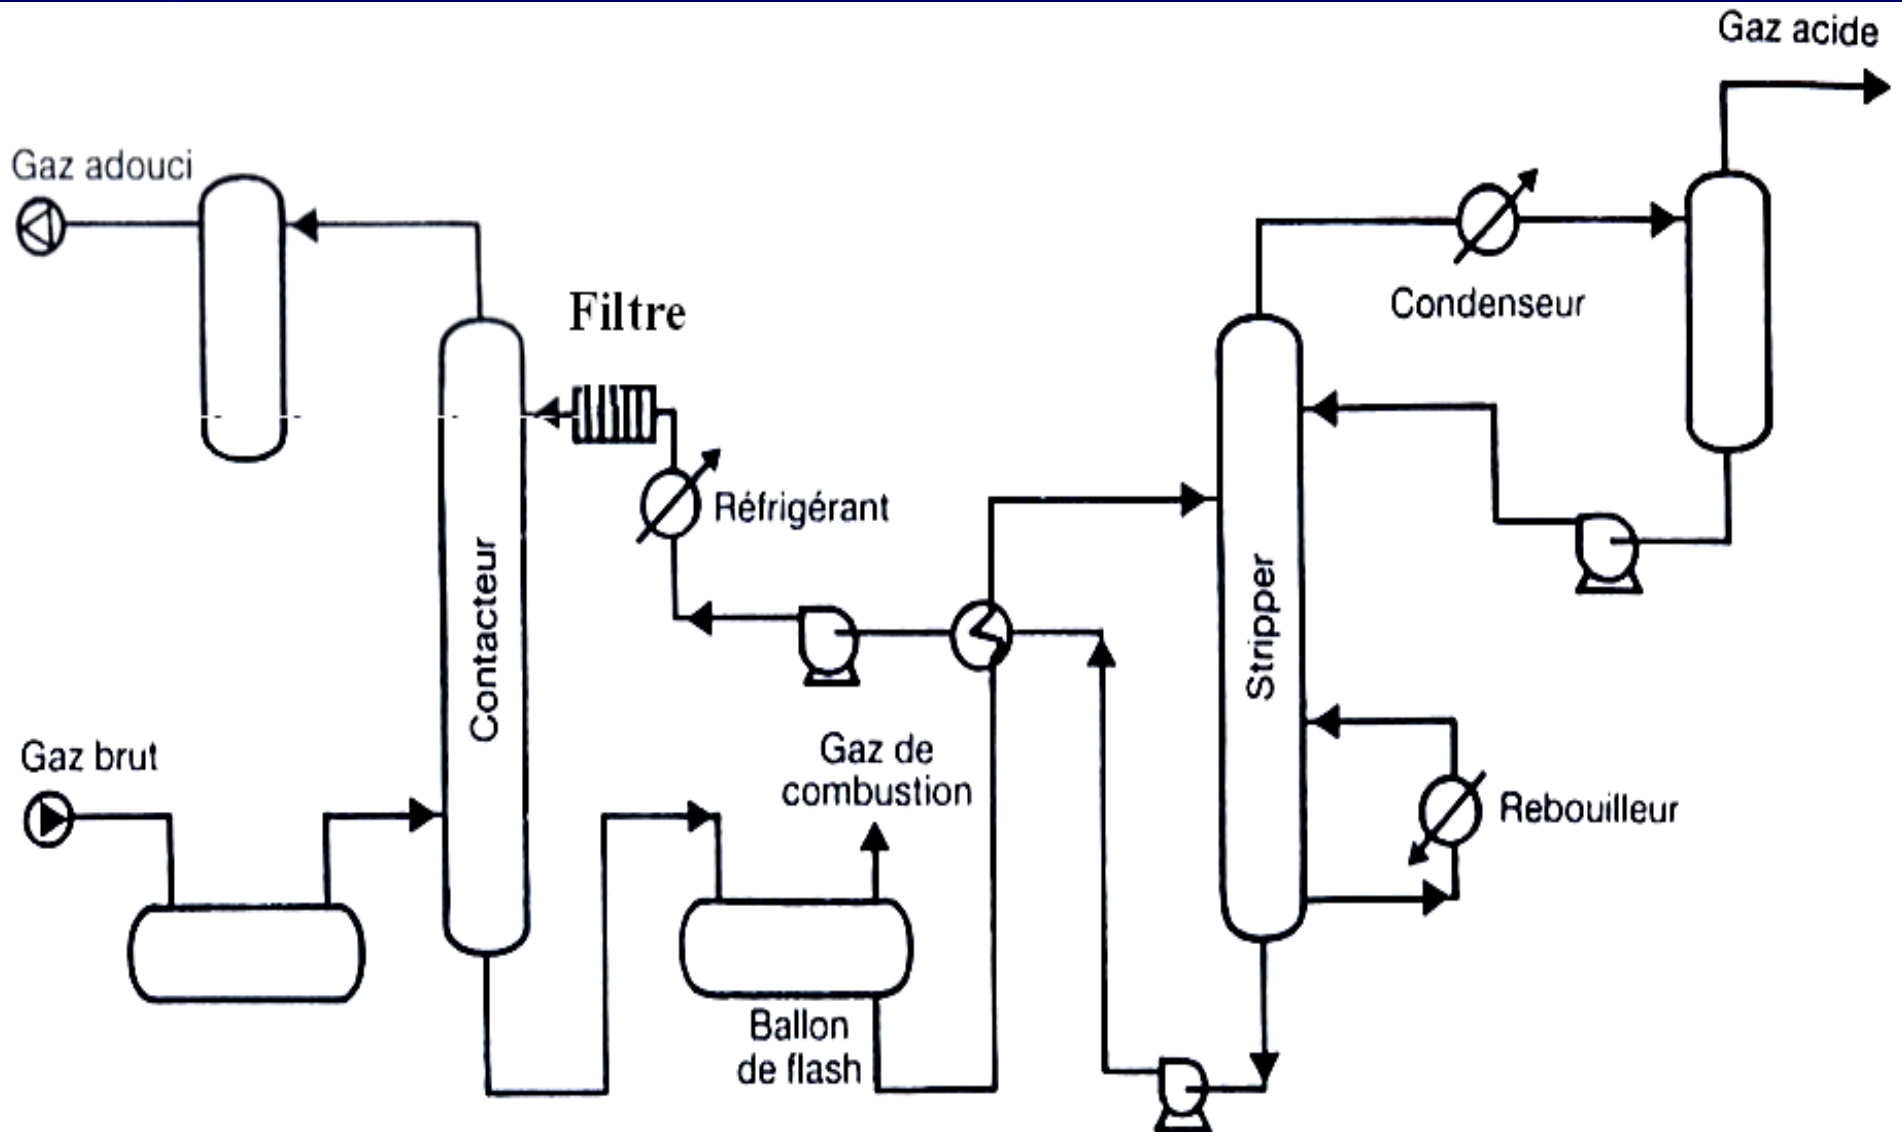 Gaz acide
Gaz adouci
Filtre
Condenseur
Réfrigérant
Contacteur
Stripper
Gaz brut
Gaz de
combustion
Rebouilleur
Ballon
de flash